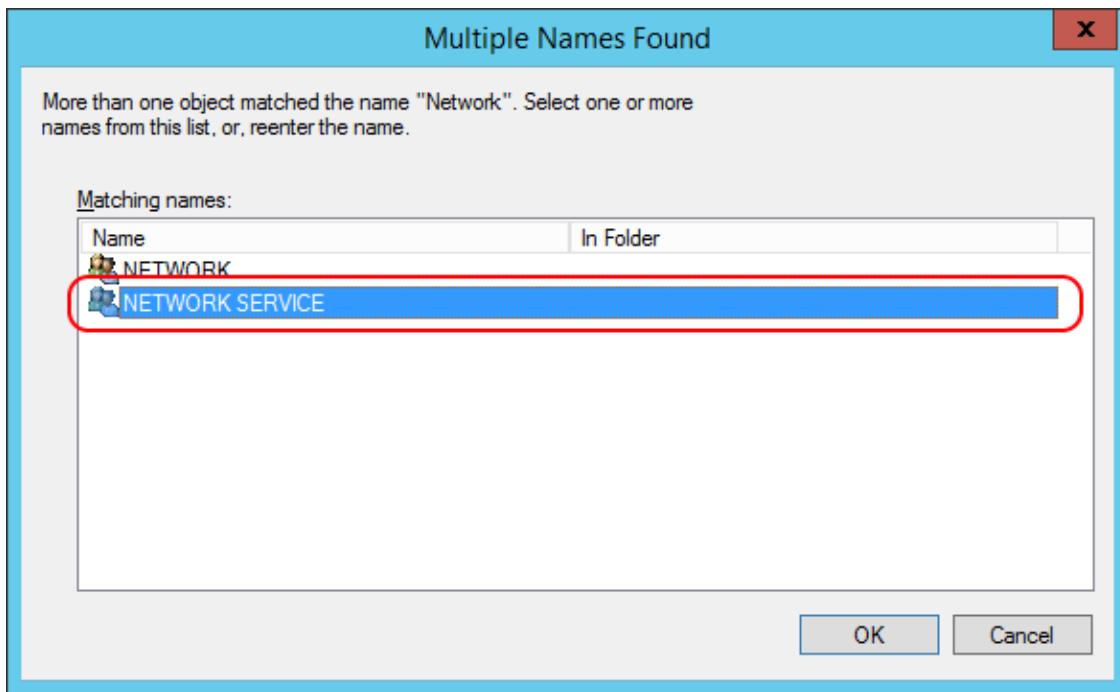 Multiple Names Found
x
More than one object matched the name "Network". Select one or more
names from this list, or, reenter the name.
Matching names:
Name In Folder
NETWORK
NETWORK SERVICE
OK Cancel